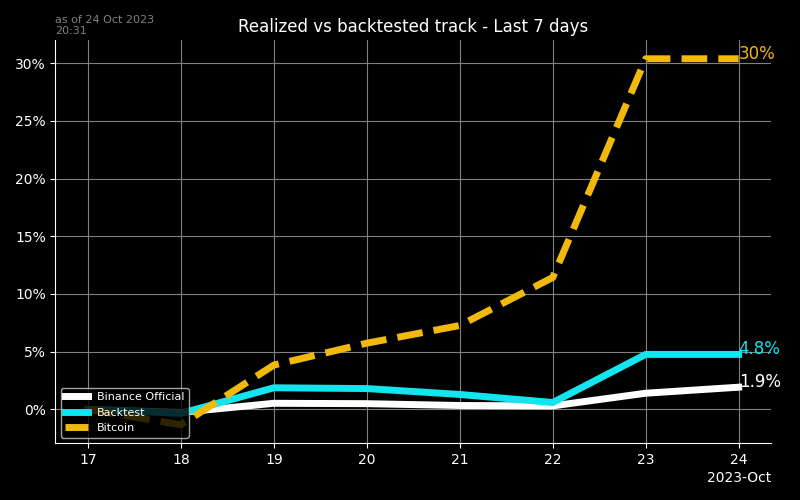 as of 24 Oct 2023
20:31
Realized vs backtested track - Last 7 days
30%
25%
20%
15%
10%
5%
0%
30%
4.8%
1.9%
Binance Official
Backtest
Bitcoin
17 18 19 20 21 22 23 24
2023-Oct